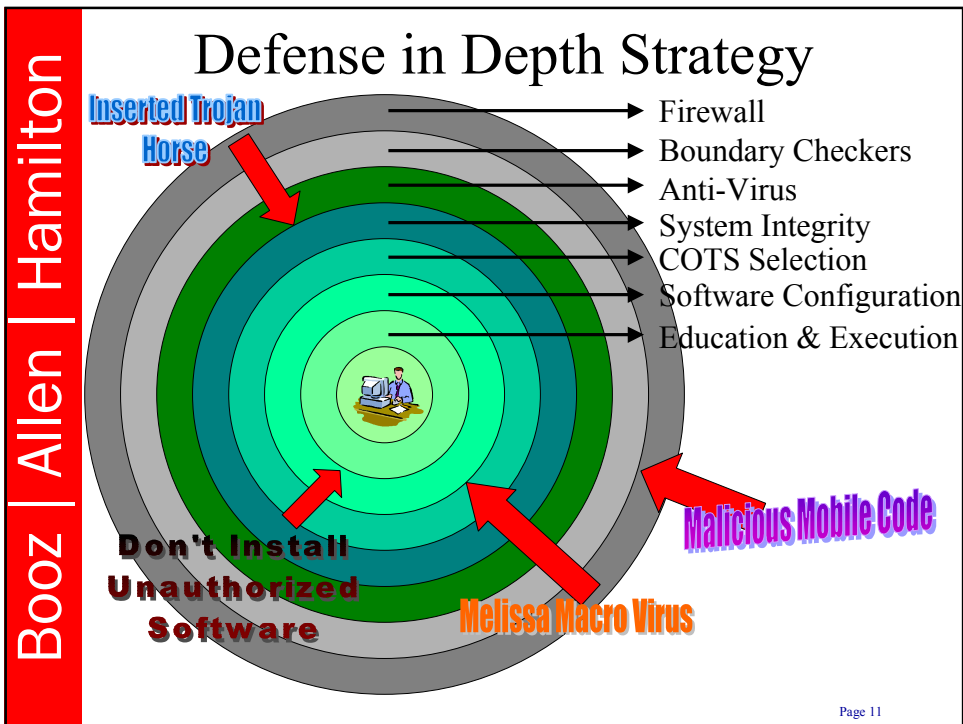 Booz | Allen | Hamilton
Defense in Depth Strategy
Inserted Trojan
Horse
Firewall
Boundary Checkers
Anti-Virus
System Integrity
COTS Selection
Software Configuration
Education & Execution
Malicious Mobile Code
Don't Install
Unauthorized
Software
Melissa Macro Virus
Page 11